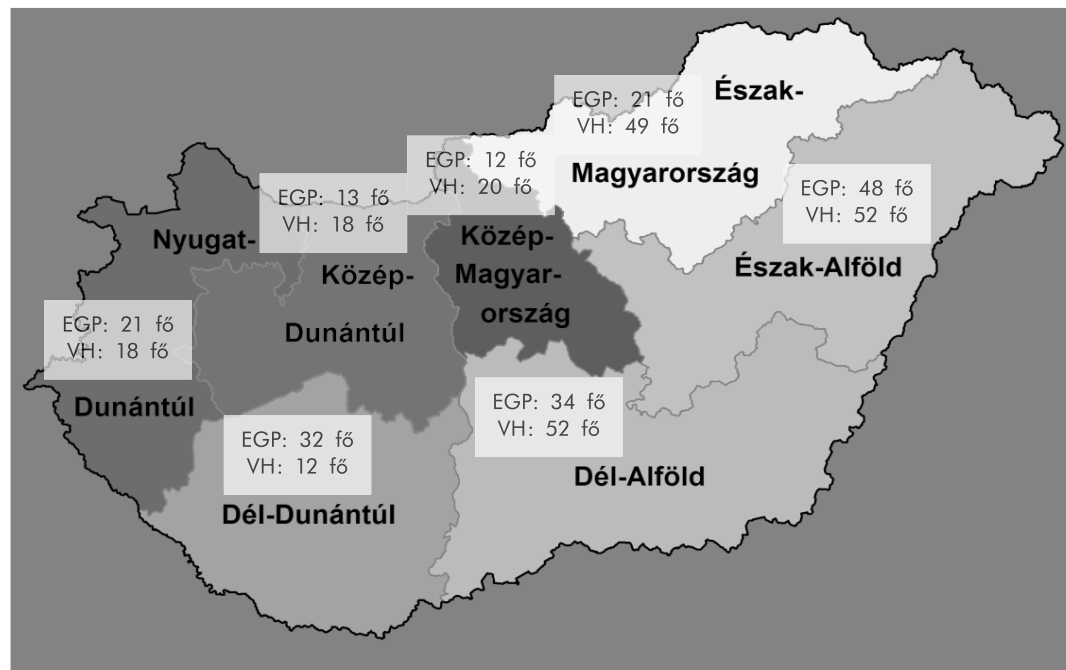 EGP: 21 fő
VH: 49 fő
Észak-
Magyarország
EGP: 12 fő
VH: 20 fő
EGP: 48 fő
VH: 52 fő
EGP: 13 fő
VH: 18 fő
Nyugat-
Dunántúl
Közép-
Dunántúl
Közép-
Magyar-
ország
Észak-Alföld
EGP: 21 fő
VH: 18 fő
EGP: 32 fő
VH: 12 fő
Dél-Dunántúl
EGP: 34 fő
VH: 52 fő
Dél-Alföld